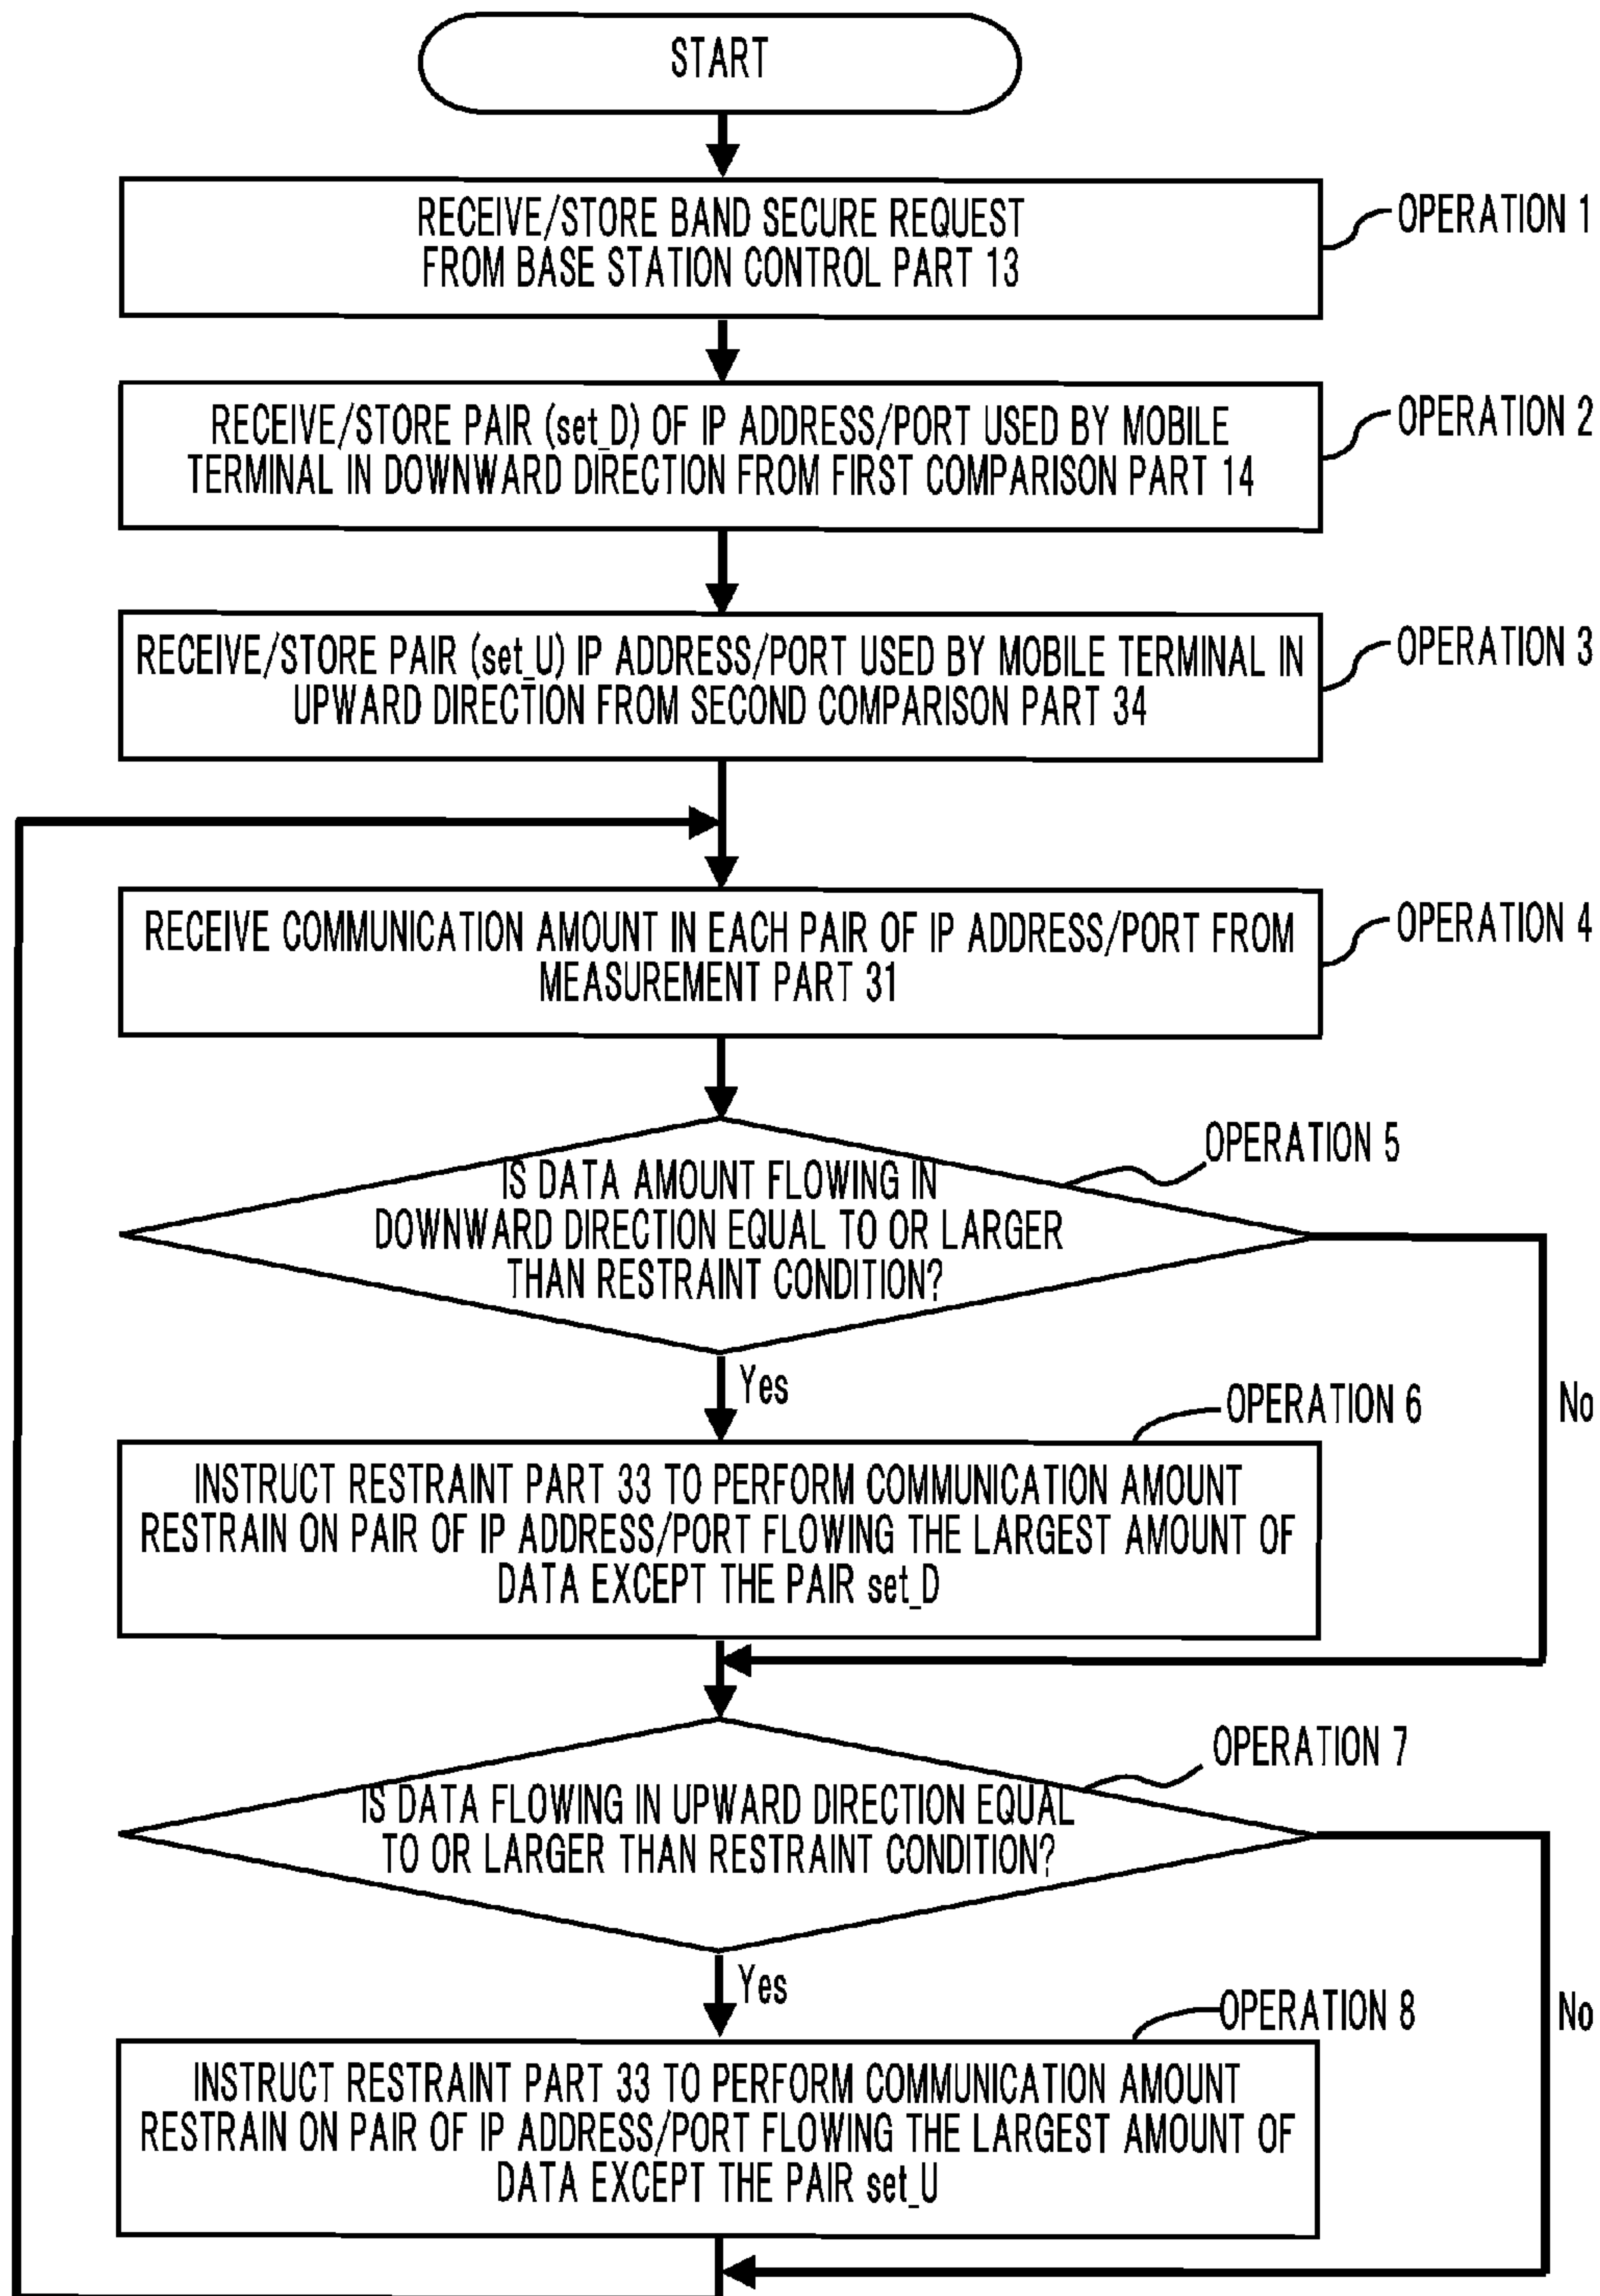 START
RECEIVE/STORE BAND SECURE REQUEST
FROM BASE STATION CONTROL PART 13
OPERATION 1
RECEIVE/STORE PAIR (set_D) OF IP ADDRESS/PORT USED BY MOBILE
TERMINAL IN DOWNWARD DIRECTION FROM FIRST COMPARISON PART 14
OPERATION 2
RECEIVE/STORE PAIR (set_U) IP ADDRESS/PORT USED BY MOBILE TERMINAL IN
UPWARD DIRECTION FROM SECOND COMPARISON PART 34
OPERATION 3
RECEIVE COMMUNICATION AMOUNT IN EACH PAIR OF IP ADDRESS/PORT FROM
MEASUREMENT PART 31
OPERATION 4
IS DATA AMOUNT FLOWING IN
DOWNWARD DIRECTION EQUAL TO OR LARGER
THAN RESTRAINT CONDITION?
OPERATION 5
Yes
No
OPERATION 6
INSTRUCT RESTRAINT PART 33 TO PERFORM COMMUNICATION AMOUNT
RESTRAIN ON PAIR OF IP ADDRESS/PORT FLOWING THE LARGEST AMOUNT OF
DATA EXCEPT THE PAIR set_D
OPERATION 7
IS DATA FLOWING IN UPWARD DIRECTION EQUAL
TO OR LARGER THAN RESTRAINT CONDITION?
Yes
No
OPERATION 8
INSTRUCT RESTRAINT PART 33 TO PERFORM COMMUNICATION AMOUNT
RESTRAIN ON PAIR OF IP ADDRESS/PORT FLOWING THE LARGEST AMOUNT OF
DATA EXCEPT THE PAIR set_U